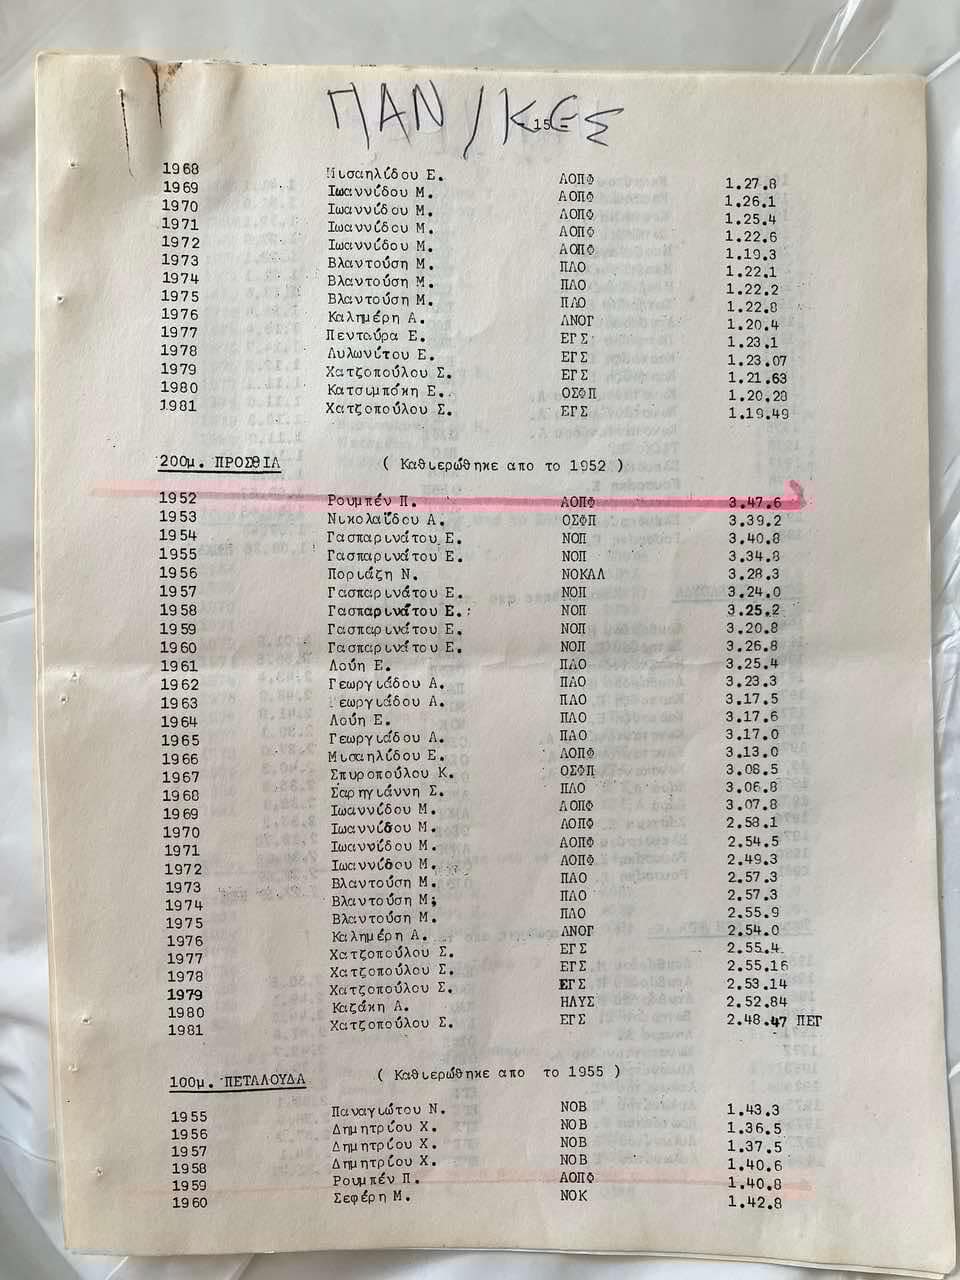 ΠΑΝ/ΚΕΣ
- 15 -
1968 Μισαηλίδου Ε. ΑΟΠΦ 1.27.8
1969 Ιωαννίδου Μ. ΑΟΠΦ 1.26.1
1970 Ιωαννίδου Μ. ΑΟΠΦ 1.25.4
1971 Ιωαννίδου Μ. ΑΟΠΦ 1.22.6
1972 Ιωαννίδου Μ. ΑΟΠΦ 1.19.3
1973 Βλαντούση Μ. ΠΛΟ 1.22.1
1974 Βλαντούση Μ. ΠΛΟ 1.22.2
1975 Βλαντούση Μ. ΠΛΟ 1.22.8
1976 Καλημέρη Α. ΑΝΟΓ 1.20.4
1977 Πενταύρα Ε. ΕΓΣ 1.23.1
1978 Λυλωνίτου Ε. ΕΓΣ 1.23.07
1979 Χατζοπούλου Σ. ΕΓΣ 1.21.63
1980 Κατσιμπόκη Ε. ΟΣΦΠ 1.20.28
1981 Χατζοπούλου Σ. ΕΓΣ 1.19.49
200μ. ΠΡΟΣΘΙΑ ( Καθιερώθηκε απο το 1952 )
1952 Ρουμπέν Π. ΑΟΠΦ 3.47.6
1953 Νικολαΐδου Α. ΟΣΦΠ 3.39.2
1954 Γασπαρινάτου Ε. ΝΟΠ 3.40.8
1955 Γασπαρινάτου Ε. ΝΟΠ 3.34.8
1956 Ποριάζη Ν. ΝΟΚΑΛ 3.28.3
1957 Γασπαρινάτου Ε. ΝΟΠ 3.24.0
1958 Γασπαρινάτου Ε. ΝΟΠ 3.25.2
1959 Γασπαρινάτου Ε. ΝΟΠ 3.20.8
1960 Γασπαρινάτου Ε. ΝΟΠ 3.26.8
1961 Λούη Ε. ΠΛΟ 3.25.4
1962 Γεωργιάδου Α. ΠΛΟ 3.23.3
1963 Γεωργιάδου Α. ΠΛΟ 3.17.5
1964 Λούη Ε. ΠΛΟ 3.17.6
1965 Γεωργιάδου Α. ΠΛΟ 3.17.0
1966 Μισαηλίδου Ε. ΑΟΠΦ 3.13.0
1967 Σπυροπούλου Κ. ΟΣΦΠ 3.08.5
1968 Σαρηγιάννη Σ. ΠΛΟ 3.06.8
1969 Ιωαννίδου Μ. ΑΟΠΦ 3.07.8
1970 Ιωαννίδου Μ. ΑΟΠΦ 2.58.1
1971 Ιωαννίδου Μ. ΑΟΠΦ 2.54.5
1972 Ιωαννίδου Μ. ΑΟΠΦ 2.49.3
1973 Βλαντούση Μ. ΠΛΟ 2.57.3
1974 Βλαντούση Μ; ΠΛΟ 2.57.3
1975 Βλαντούση Μ. ΠΛΟ 2.55.9
1976 Καλημέρη Α. ΑΝΟΓ 2.54.0
1977 Χατζοπούλου Σ. ΕΓΣ 2.55.4
1978 Χατζοπούλου Σ. ΕΓΣ 2.55.16
1979 Χατζοπούλου Σ. ΕΓΣ 2.53.14
1980 Καζάκη Α. ΗΛΥΣ 2.52.84
1981 Χατζοπούλου Σ. ΕΓΣ 2.48.47 ΠΕΓ
100μ. ΠΕΤΑΛΟΥΔΑ ( Καθιερώθηκε απο το 1955 )
1955 Παναγιώτου Ν. ΝΟΒ 1.43.3
1956 Δημητρίου Χ. ΝΟΒ 1.36.5
1957 Δημητρίου Χ. ΝΟΒ 1.37.5
1958 Δημητρίου Χ. ΝΟΒ 1.40.6
1959 Ρουμπέν Π. ΑΟΠΦ 1.40.8
1960 Σεφέρη Μ. ΝΟΚ 1.42.8